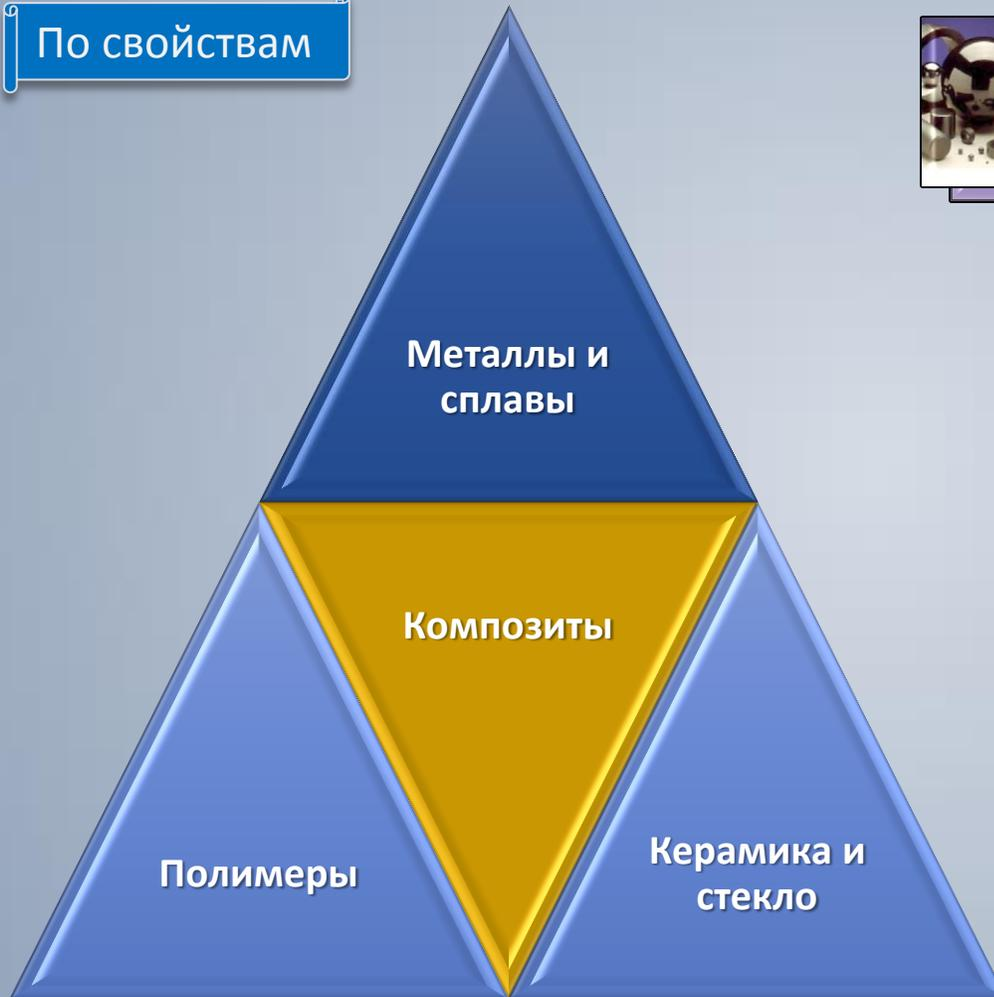 По свойствам
Металлы и
сплавы
Композиты
Полимеры
Керамика и
стекло